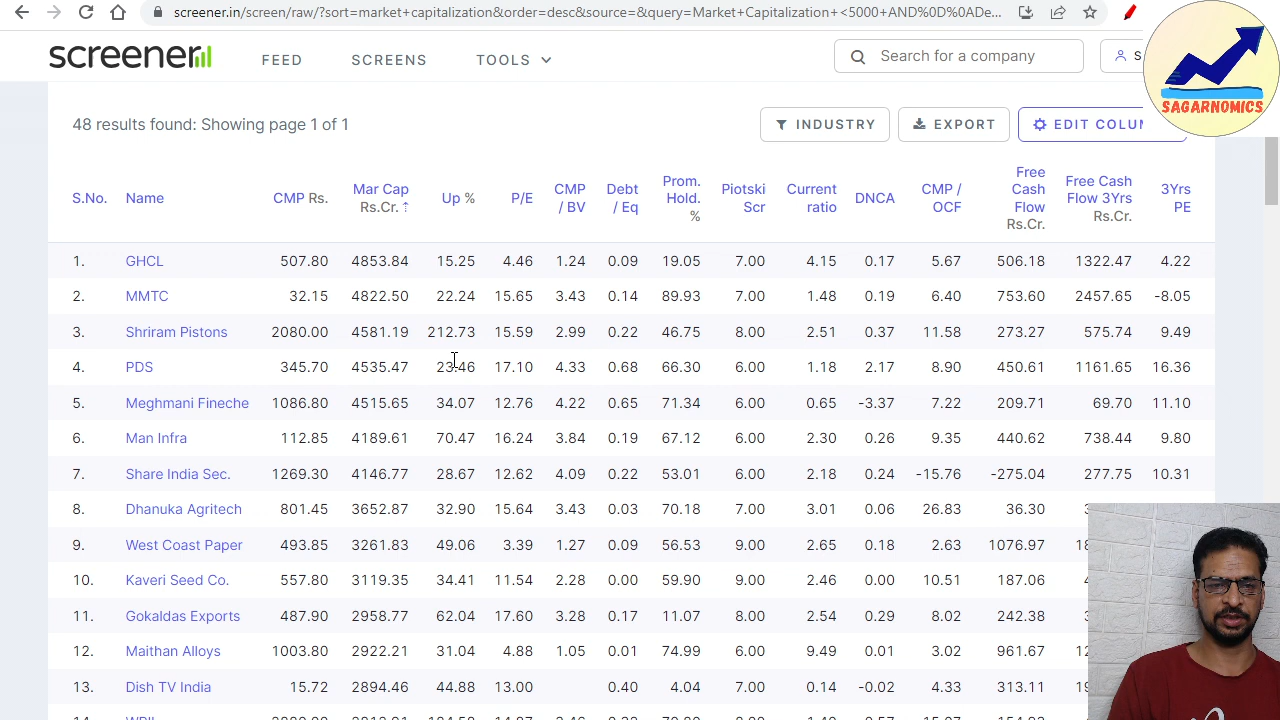 screener.in/screen/raw/?sort=market+capitalization&order=desc&source=&query=Market+Capitalization+<5000+AND%0D%0ADe...
screener
FEED
SCREENS
TOOLS
Search for a company
S
SAGARNOMICS
48 results found: Showing page 1 of 1
INDUSTRY
EXPORT
EDIT COLUM
S.No. Name CMP Rs. Mar Cap Rs.Cr. ↑ Up % P/E CMP / BV Debt / Eq Prom. Hold. % Piotski Scr Current ratio DNCA CMP / OCF Free Cash Flow Rs.Cr. Free Cash Flow 3Yrs Rs.Cr. 3Yrs PE
1. GHCL 507.80 4853.84 15.25 4.46 1.24 0.09 19.05 7.00 4.15 0.17 5.67 506.18 1322.47 4.22
2. MMTC 32.15 4822.50 22.24 15.65 3.43 0.14 89.93 7.00 1.48 0.19 6.40 753.60 2457.65 -8.05
3. Shriram Pistons 2080.00 4581.19 212.73 15.59 2.99 0.22 46.75 8.00 2.51 0.37 11.58 273.27 575.74 9.49
4. PDS 345.70 4535.47 23.46 17.10 4.33 0.68 66.30 6.00 1.18 2.17 8.90 450.61 1161.65 16.36
5. Meghmani Fineche 1086.80 4515.65 34.07 12.76 4.22 0.65 71.34 6.00 0.65 -3.37 7.22 209.71 69.70 11.10
6. Man Infra 112.85 4189.61 70.47 16.24 3.84 0.19 67.12 6.00 2.30 0.26 9.35 440.62 738.44 9.80
7. Share India Sec. 1269.30 4146.77 28.67 12.62 4.09 0.22 53.01 6.00 2.18 0.24 -15.76 -275.04 277.75 10.31
8. Dhanuka Agritech 801.45 3652.87 32.90 15.64 3.43 0.03 70.18 7.00 3.01 0.06 26.83 36.30
9. West Coast Paper 493.85 3261.83 49.06 3.39 1.27 0.09 56.53 9.00 2.65 0.18 2.63 1076.97
10. Kaveri Seed Co. 557.80 3119.35 34.41 11.54 2.28 0.00 59.90 9.00 2.46 0.00 10.51 187.06
11. Gokaldas Exports 487.90 2958.77 62.04 17.60 3.28 0.17 11.07 8.00 2.54 0.29 8.02 242.38
12. Maithan Alloys 1003.80 2922.21 31.04 4.88 1.05 0.01 74.99 6.00 9.49 0.01 3.02 961.67
13. Dish TV India 15.72 2894.46 44.88 13.00 0.40 4.04 7.00 0.14 -0.02 4.33 313.11